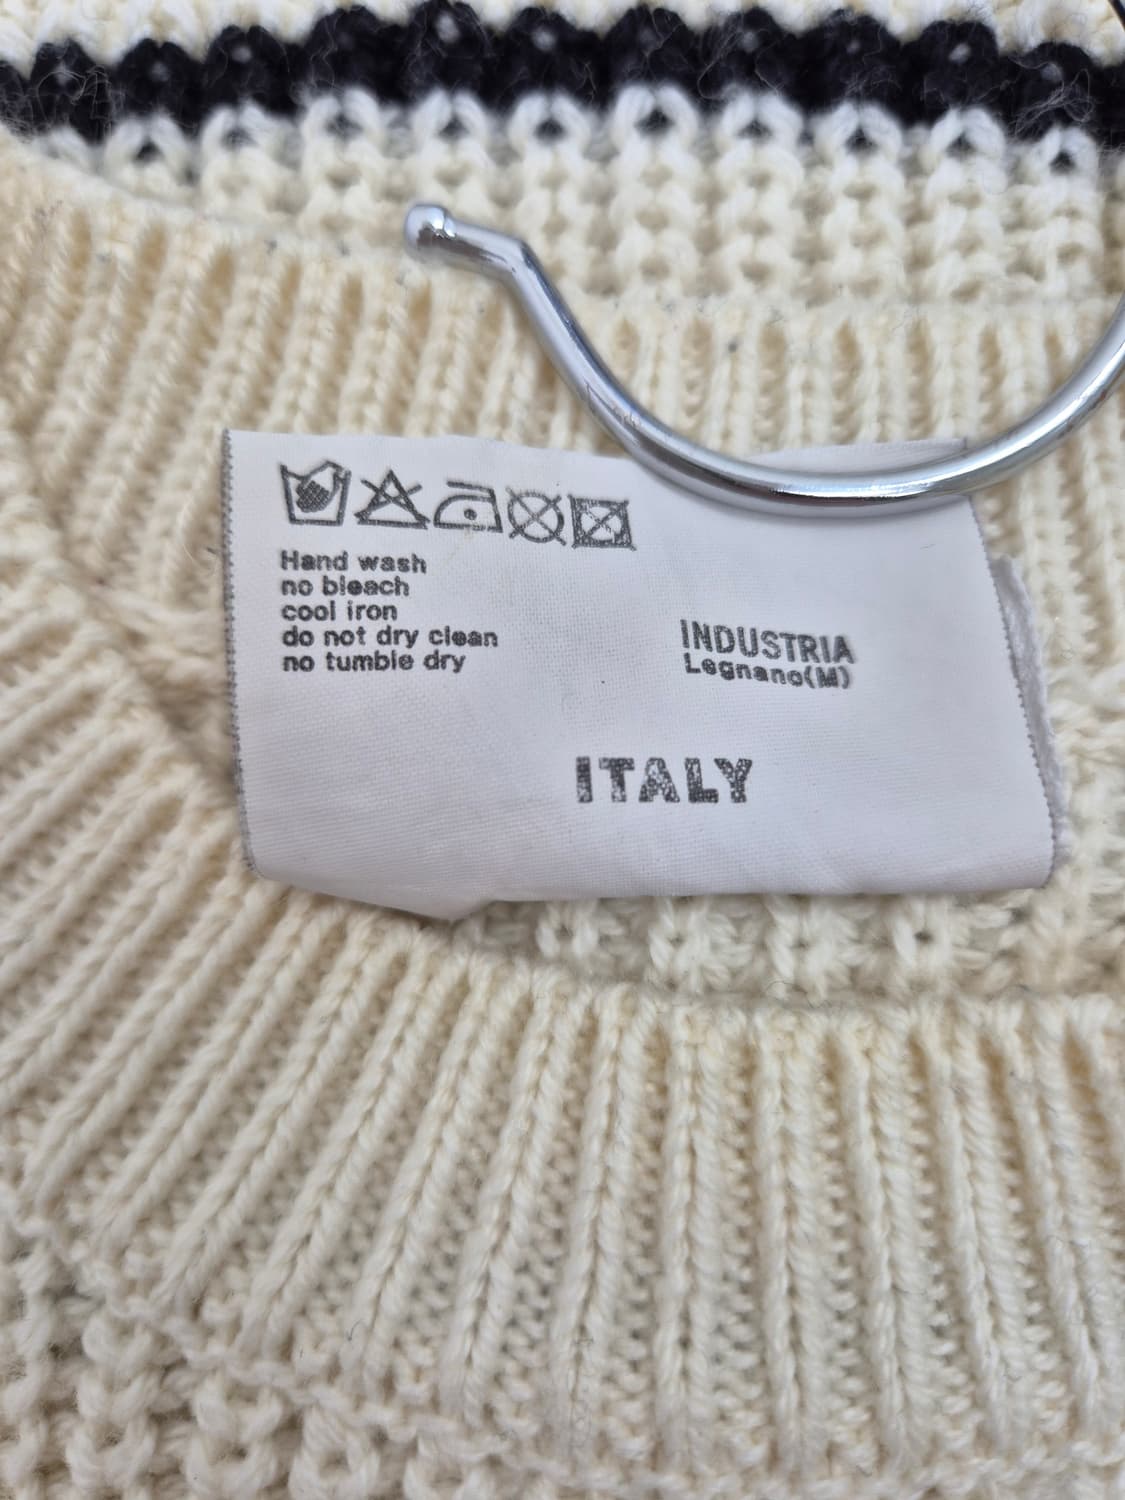 Hand wash
no bleach
cool iron
do not dry clean
no tumble dry
INDUSTRIA
Legnano(M)
ITALY